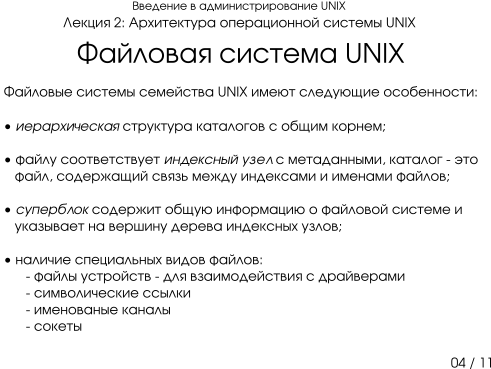 Введение в администрирование UNIX
Лекция 2: Архитектура операционной системы UNIX
Файловая система UNIX
Файловые системы семейства UNIX имеют следующие особенности:
• иерархическая структура каталогов с общим корнем;
• файлу соответствует индексный узел с метаданными, каталог - это
файл, содержащий связь между индексами и именами файлов;
• суперблок содержит общую информацию о файловой системе и
указывает на вершину дерева индексных узлов;
• наличие специальных видов файлов:
- файлы устройств - для взаимодействия с драйверами
- символические ссылки
- именованые каналы
- сокеты
04 / 11